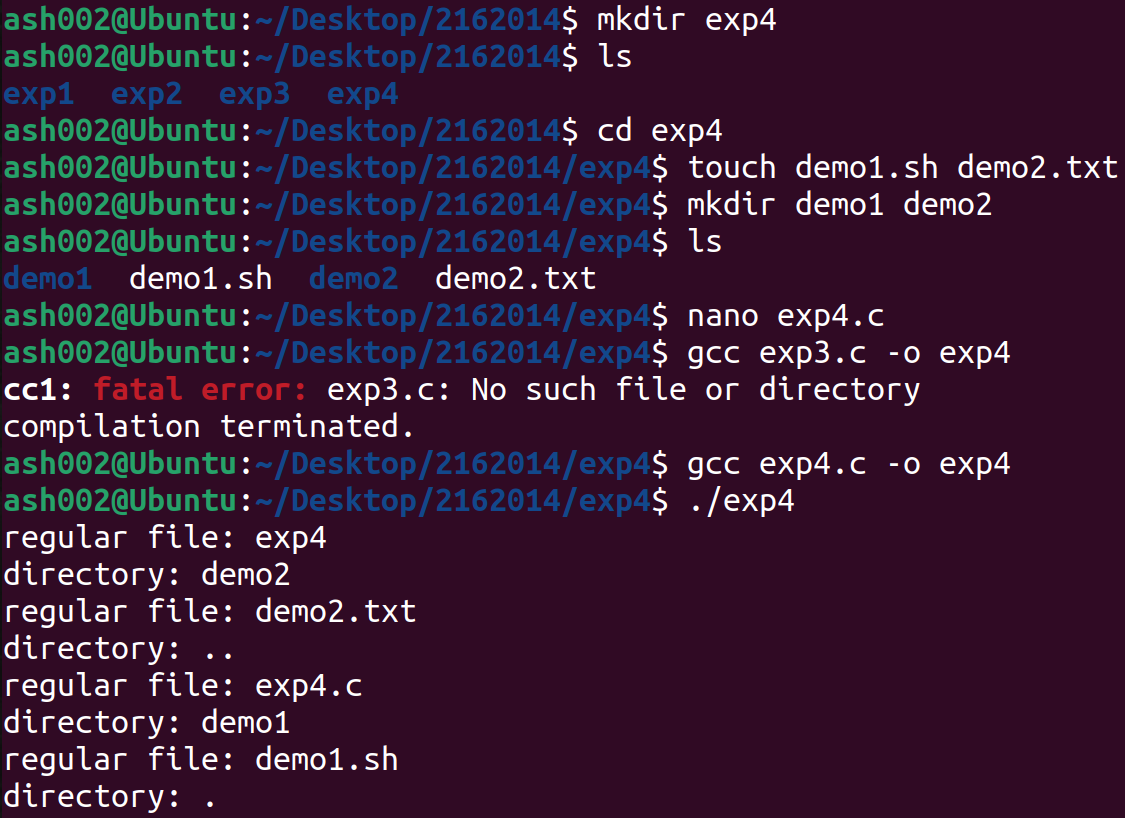 ash002@Ubuntu:~/Desktop/2162014$ mkdir exp4
ash002@Ubuntu:~/Desktop/2162014$ ls
exp1  exp2  exp3  exp4
ash002@Ubuntu:~/Desktop/2162014$ cd exp4
ash002@Ubuntu:~/Desktop/2162014/exp4$ touch demo1.sh demo2.txt
ash002@Ubuntu:~/Desktop/2162014/exp4$ mkdir demo1 demo2
ash002@Ubuntu:~/Desktop/2162014/exp4$ ls
demo1  demo1.sh  demo2  demo2.txt
ash002@Ubuntu:~/Desktop/2162014/exp4$ nano exp4.c
ash002@Ubuntu:~/Desktop/2162014/exp4$ gcc exp3.c -o exp4
cc1: fatal error: exp3.c: No such file or directory
compilation terminated.
ash002@Ubuntu:~/Desktop/2162014/exp4$ gcc exp4.c -o exp4
ash002@Ubuntu:~/Desktop/2162014/exp4$ ./exp4
regular file: exp4
directory: demo2
regular file: demo2.txt
directory: ..
regular file: exp4.c
directory: demo1
regular file: demo1.sh
directory: .